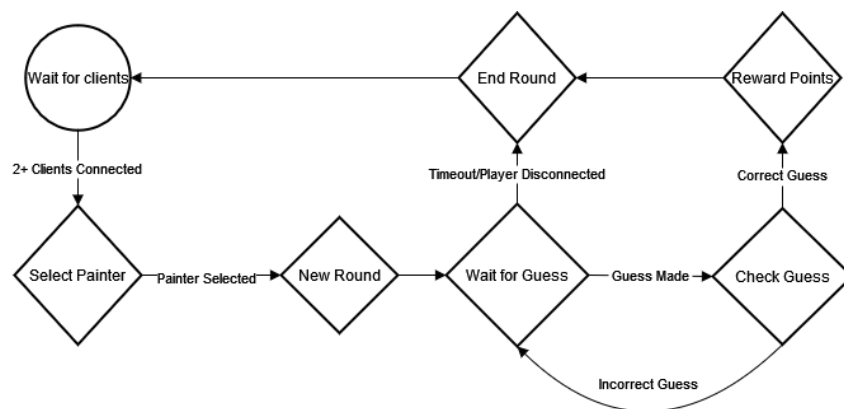 Wait for clients
End Round
Reward Points
2+ Clients Connected
Timeout/Player Disconnected
Correct Guess
Select Painter
Painter Selected
New Round
Wait for Guess
Guess Made
Check Guess
Incorrect Guess